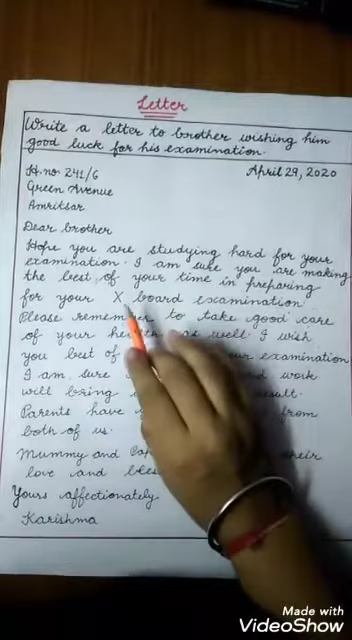 Letter
Write a letter to brother wishing him
good luck for his examination.
H.no 241/6
April 29, 2020
Green Avenue
Amritsar
Dear brother
Hope you are studying hard for your
examination. I am sure you are making
the best of your time in preparing
for your X board examination
Please remember to take good care
of your as well. I wish
you best of your examination
I am sure work
will bring result.
Parents have from
both of us.
Mummy and their
love and
Yours affectionately
Karishma
Made with
VideoShow